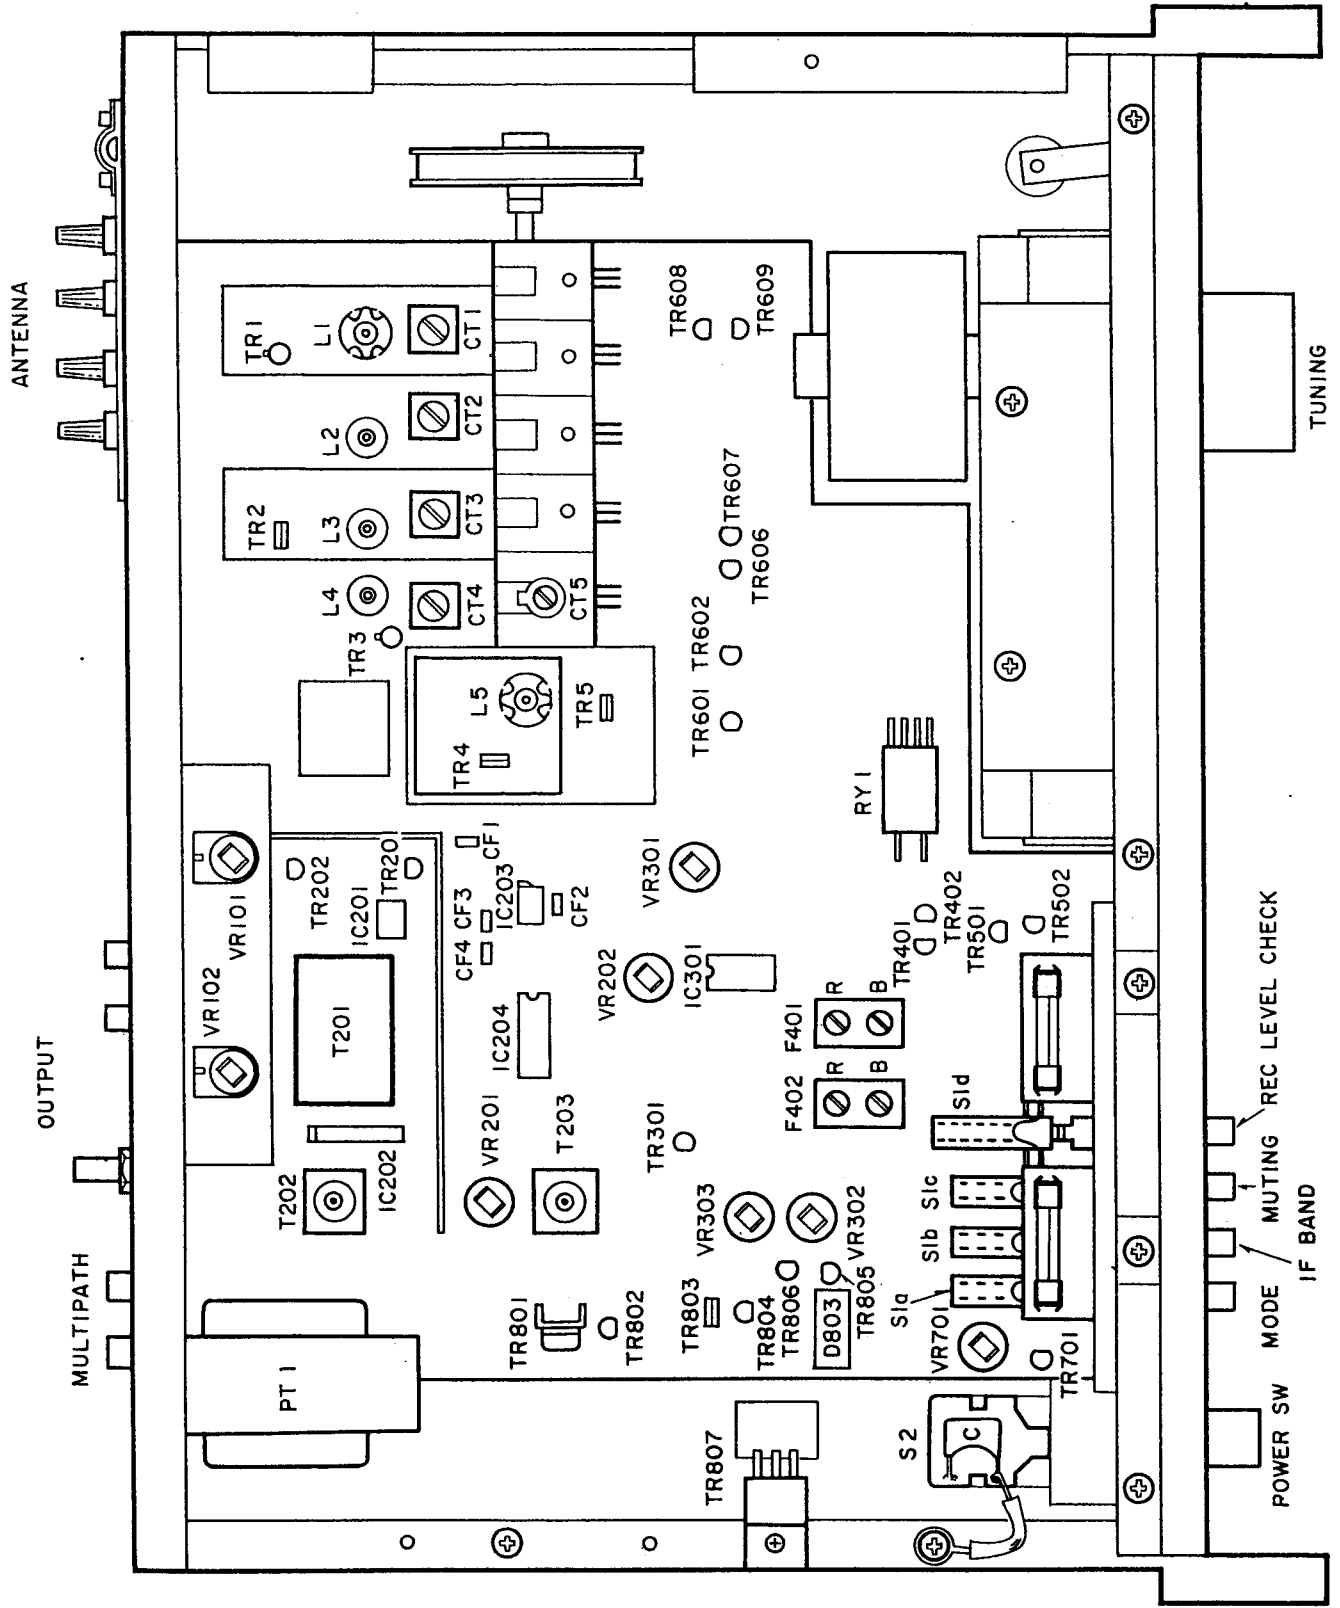 MULTIPATH
OUTPUT
ANTENNA
PT 1
T202
IC202
VR102
T201
VR101
TR202
IC201
TR201
TR3
L4
TR2
L3
L2
TR1
L1
CT4
CT3
CT2
CT1
CT5
L5
TR4
TR5
CF1
CF3
CF4
IC203
CF2
IC204
VR201
T203
TR801
TR802
VR202
VR301
IC301
TR301
TR601
TR602
TR606
TR607
TR608
TR609
TR807
TR803
TR804
TR806
D803
TR805
VR303
VR302
F402
R
B
F401
R
B
RY1
TR401
TR402
TR501
TR502
S2
C
VR701
TR701
S1a
S1b
S1c
S1d
POWER SW
MODE
IF BAND
MUTING
REC LEVEL CHECK
TUNING